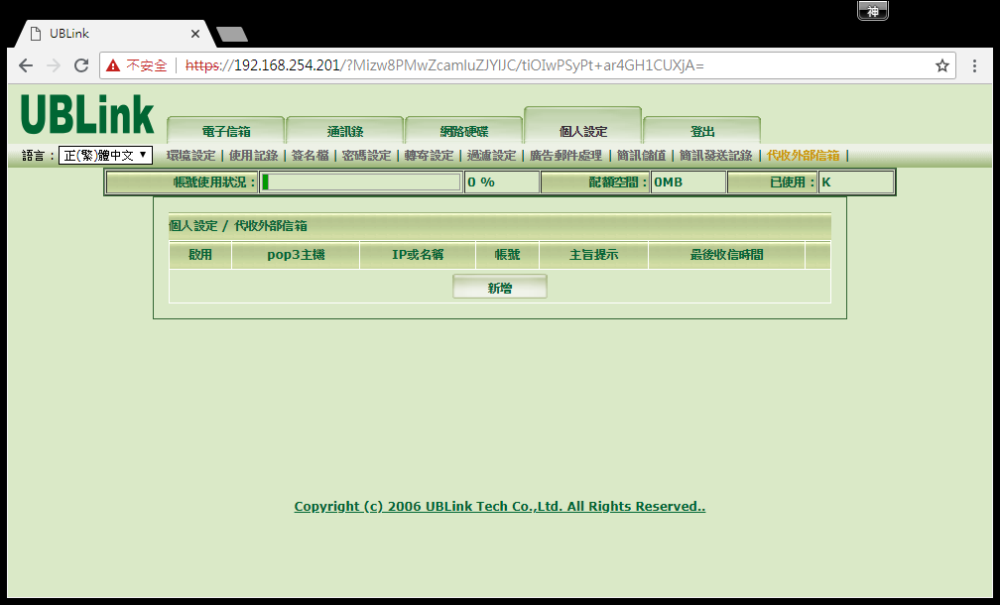 神
UBLink
不安全 https://192.168.254.201/?Mizw8PMwZcamIuZJYlJC/tiOIwPSyPt+ar4GH1CUXjA=
UBLink
電子信箱 通訊錄 網路硬碟 個人設定 登出
語言： 正(繁)體中文 環境設定 | 使用記錄 | 簽名檔 | 密碼設定 | 轉寄設定 | 過濾設定 | 廣告郵件處理 | 簡訊儲值 | 簡訊發送記錄 | 代收外部信箱 |
帳號使用狀況： 0 % 配額空間： 0MB 已使用： K
個人設定 / 代收外部信箱
啟用 pop3主機 IP或名稱 帳號 主旨提示 最後收信時間
新增
Copyright (c) 2006 UBLink Tech Co.,Ltd. All Rights Reserved..